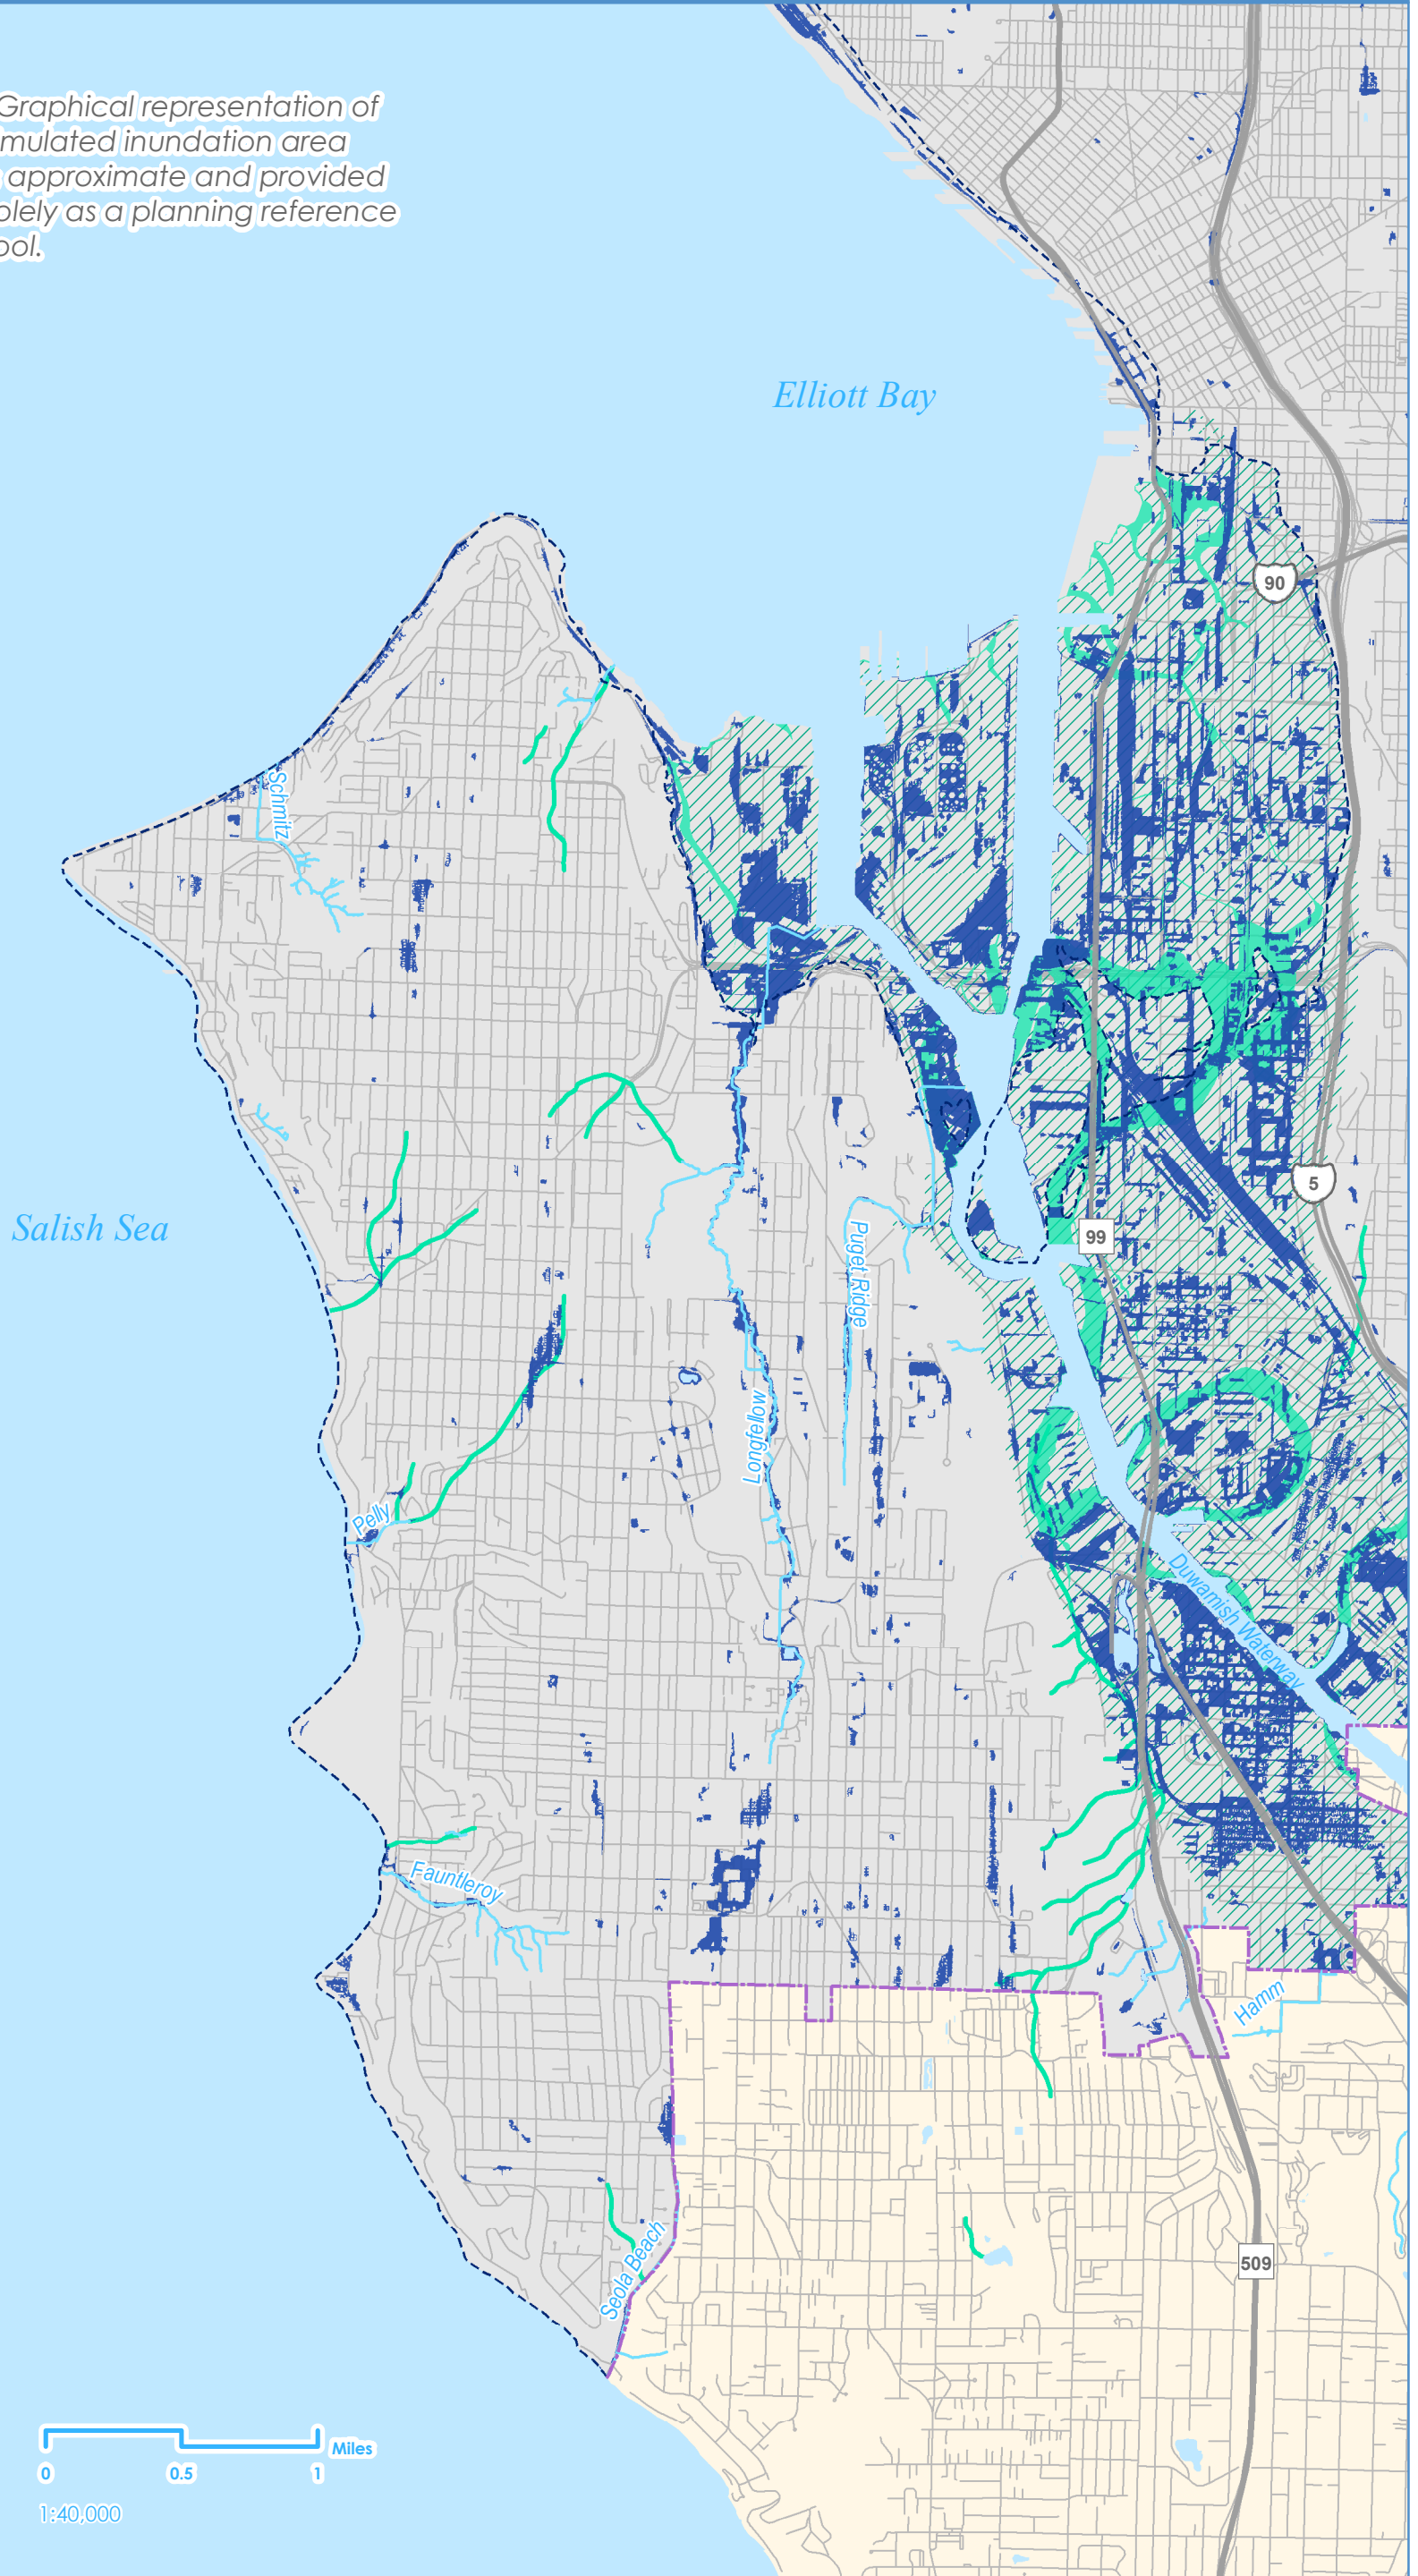 Graphical representation of
mulated inundation area
approximate and provided
olely as a planning reference
ool.
Elliott Bay
90
Schmitz
Salish Sea
5
99
Puget Ridge
Longfellow
Pelly
Duwamish Waterway
Fauntleroy
Hamm
Seola Beach
509
Miles
0 0.5 1
1:40,000